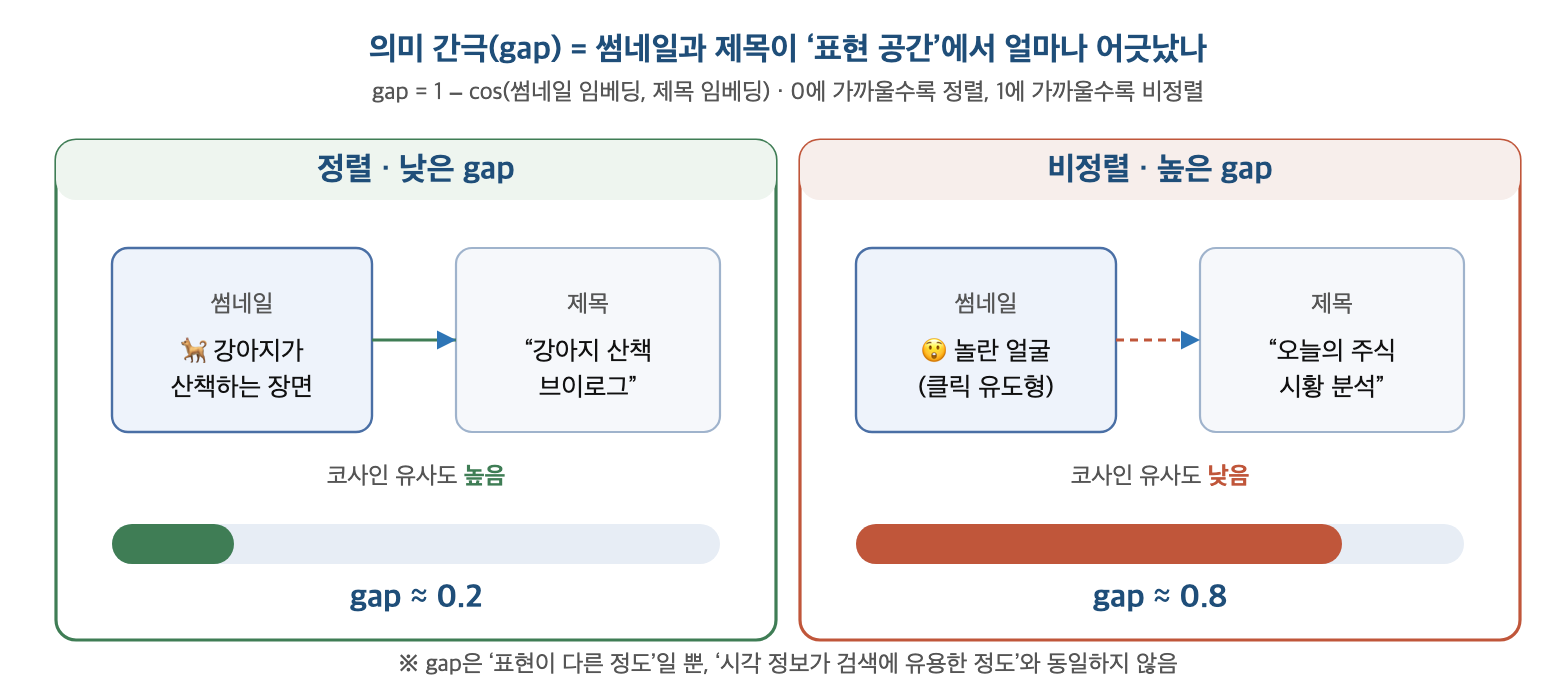 의미 간극(gap) = 썸네일과 제목이 ‘표현 공간’에서 얼마나 어긋났나
gap = 1 – cos(썸네일 임베딩, 제목 임베딩) · 0에 가까울수록 정렬, 1에 가까울수록 비정렬
정렬 · 낮은 gap
썸네일
🐕 강아지가
산책하는 장면
제목
“강아지 산책
브이로그”
코사인 유사도 높음
gap ≈ 0.2
비정렬 · 높은 gap
썸네일
😲 놀란 얼굴
(클릭 유도형)
제목
“오늘의 주식
시황 분석”
코사인 유사도 낮음
gap ≈ 0.8
※ gap은 ‘표현이 다른 정도’일 뿐, ‘시각 정보가 검색에 유용한 정도’와 동일하지 않음